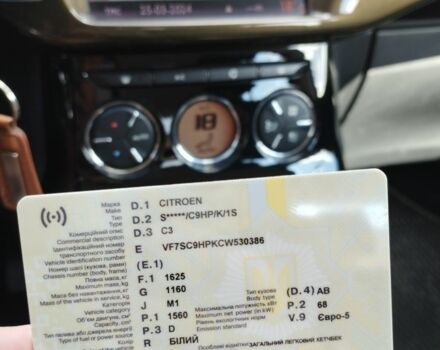 23-03-2024
18
Марка D.1 CITROEN
Make
Тип D.2 S*****/C9HP/K/1S
Type
Комерційний опис D.3 C3
Commercial description
Ідентифікаційний номер
транспортного засобу E VF7SC9HPKCW530386
Vehicle identification number
Номер шасі (кузова, рами) (E.1)
Chassis number (body, frame)
Повна маса, кг F.1 1625
Maximum mass, kg
Маса без навантаження, кг G 1160
Mass of the vehicle in service, kg
Категорія J M1 Тип кузова (D.4) AB
Vehicle category Body type
Об'єм двигуна, см P.1 1560 Максимальна потужність кВт P.2 68
Capacity, cm Maximum net power (in kW)
Тип палива або джерело енергії P.3 D Рівень екологічних норм V.9 Євро-5
Type of fuel or power source Emission standard
R БІЛИЙ Особливі відмітки ЗАГАЛЬНИЙ ЛЕГКОВИЙ ХЕТЧБЕК